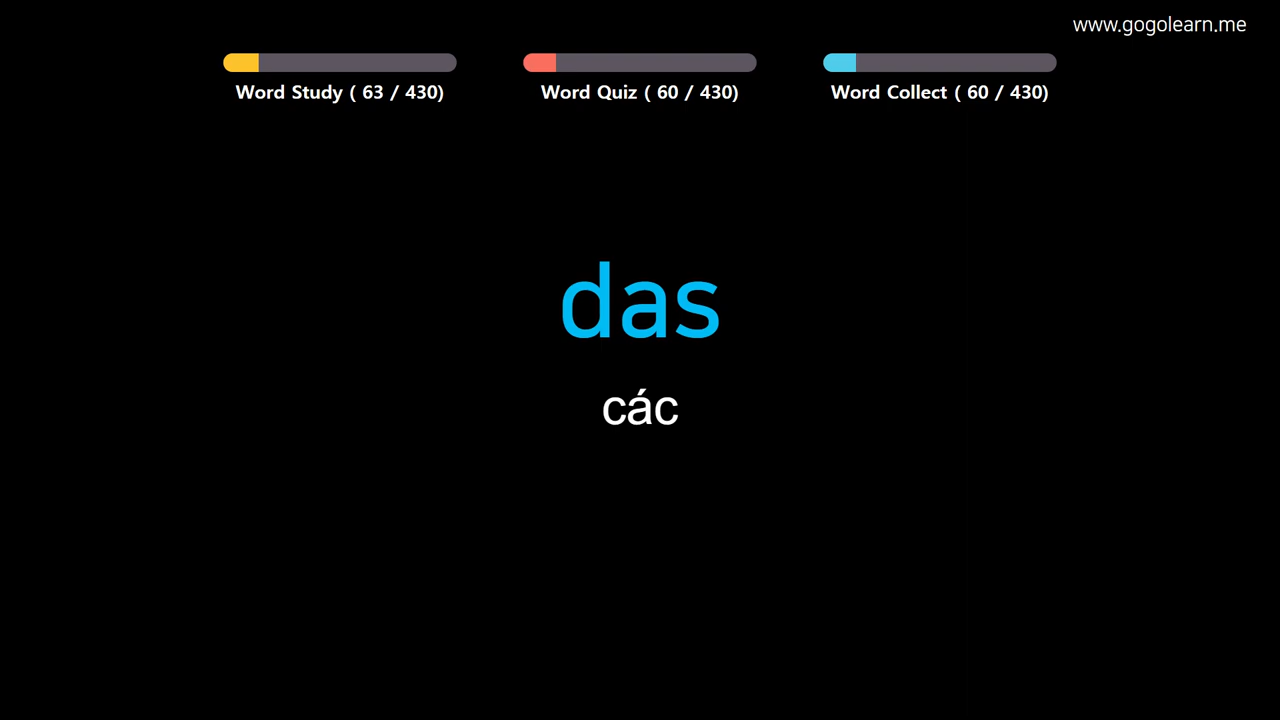 www.gogolearn.me
Word Study ( 63 / 430)
Word Quiz ( 60 / 430)
Word Collect ( 60 / 430)
das
các